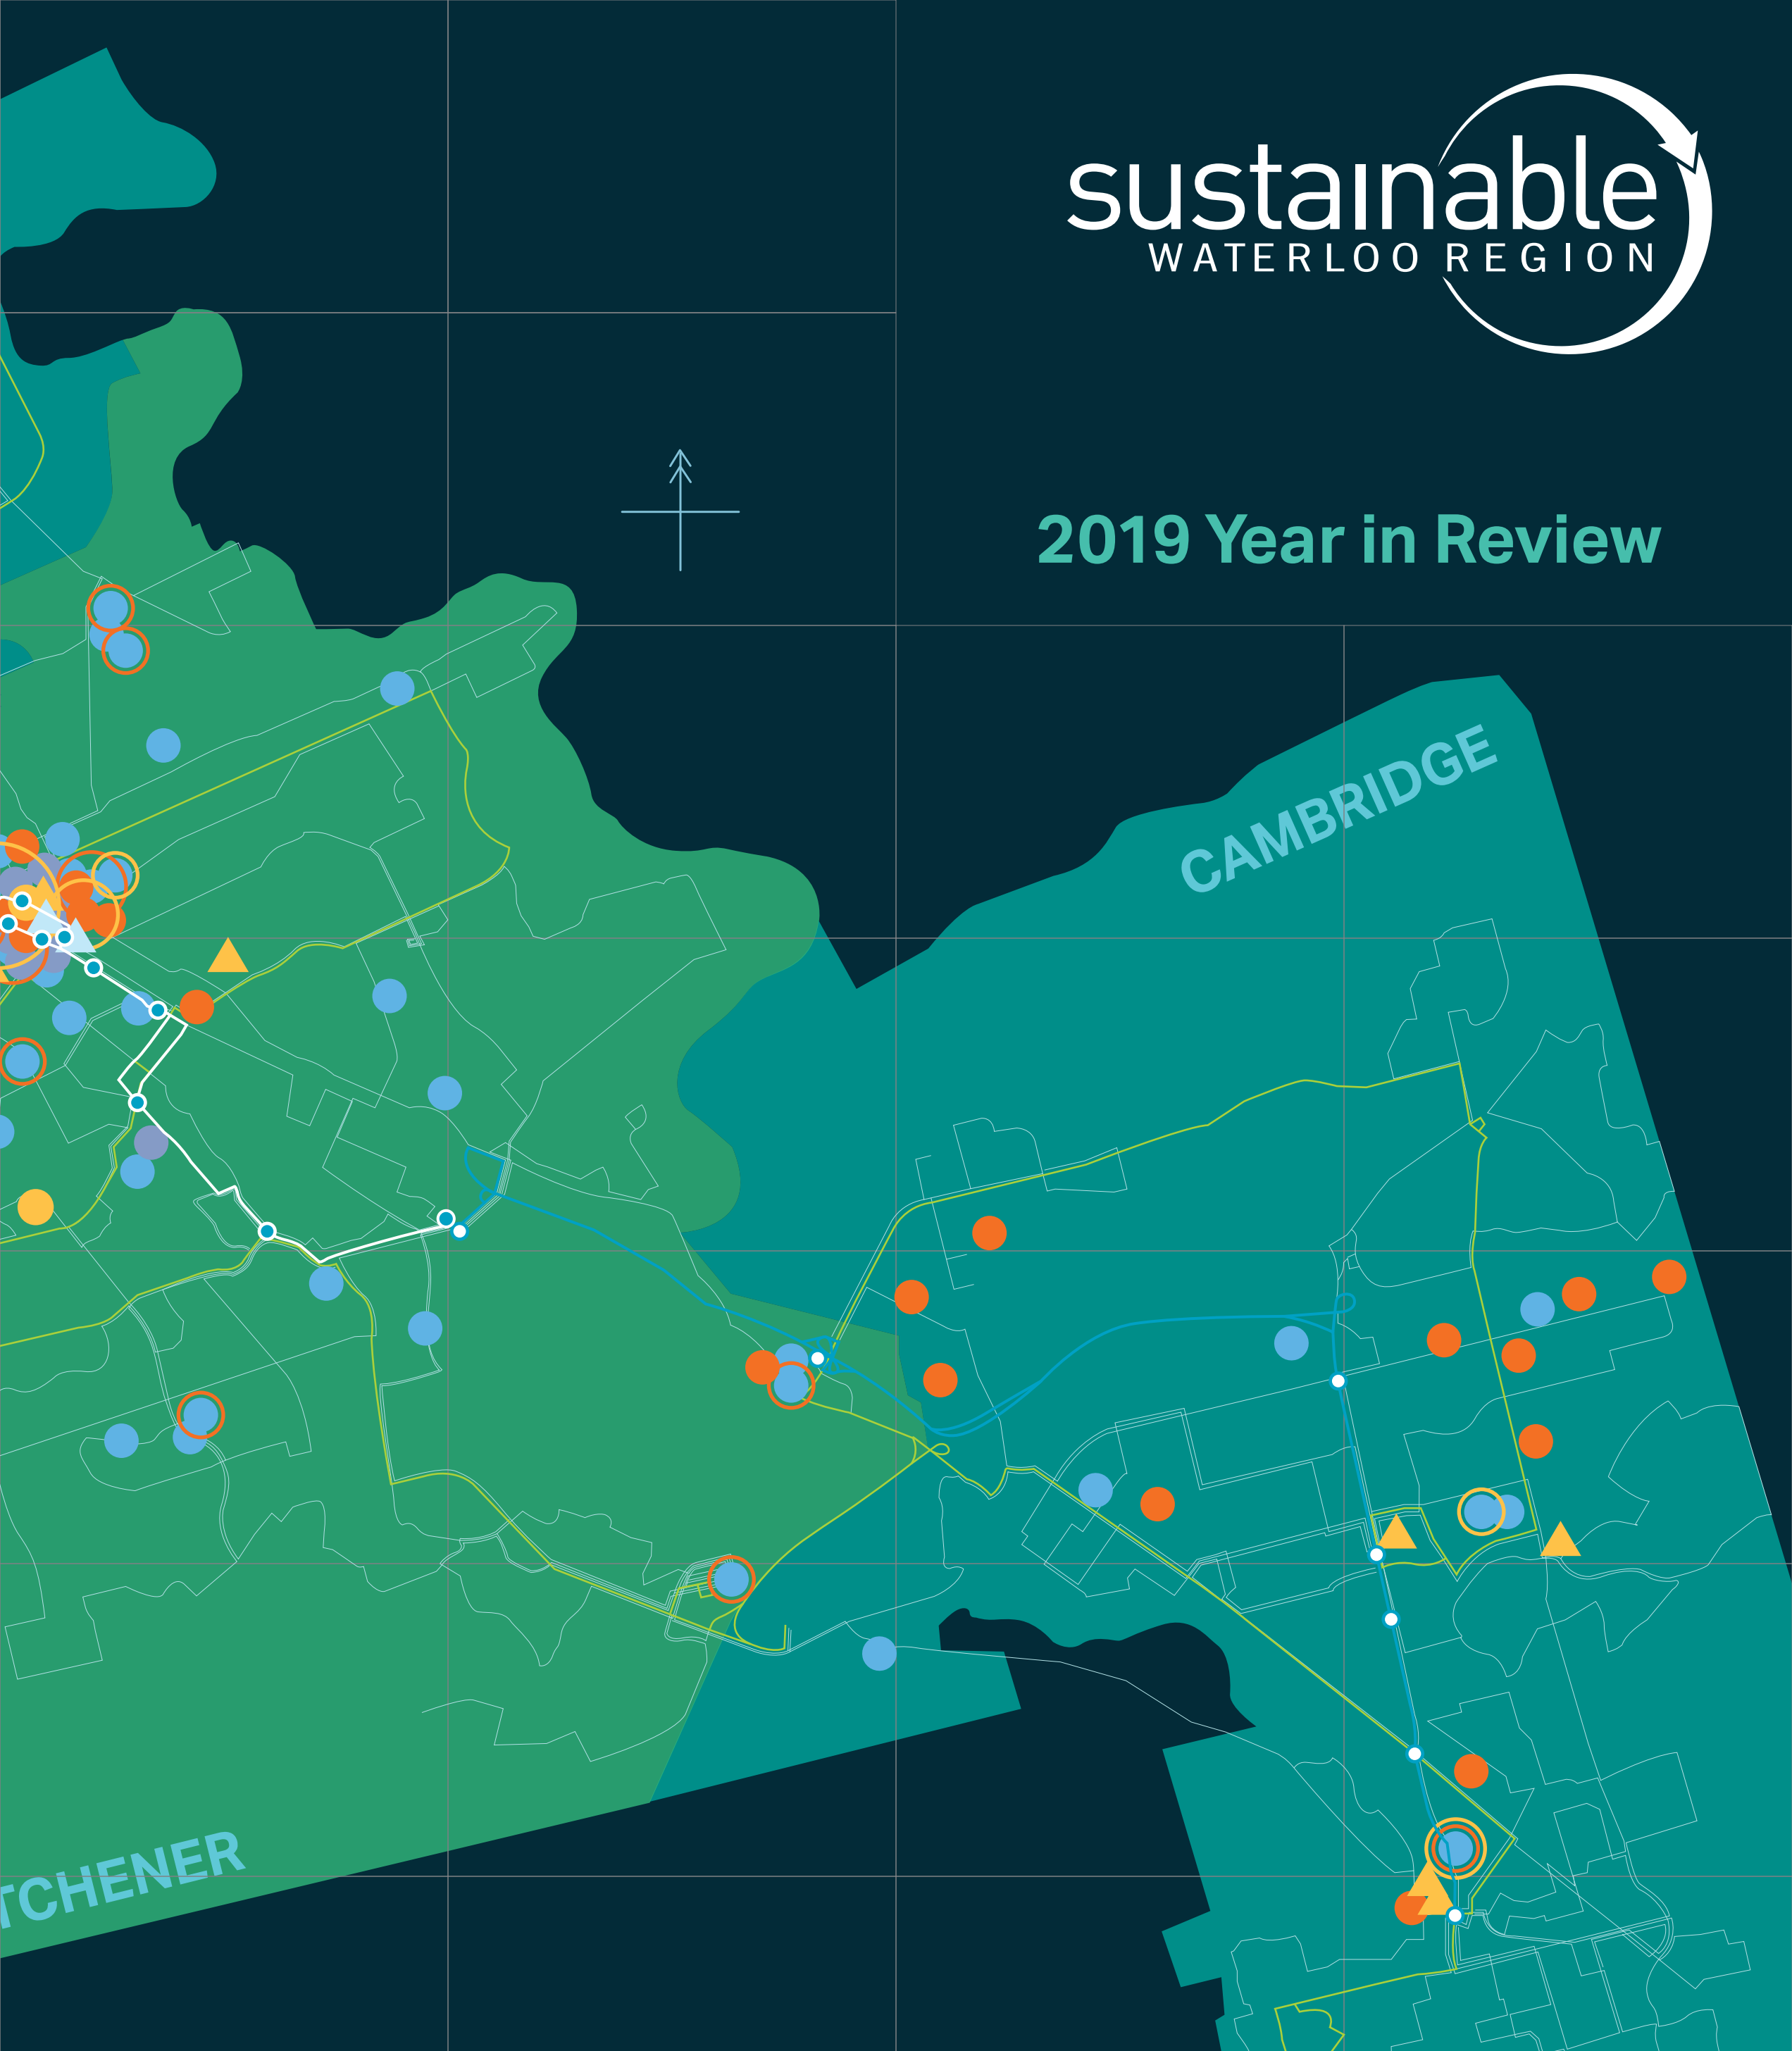 sustainable
WATERLOO REGION
2019 Year in Review
CAMBRIDGE
TCHENER